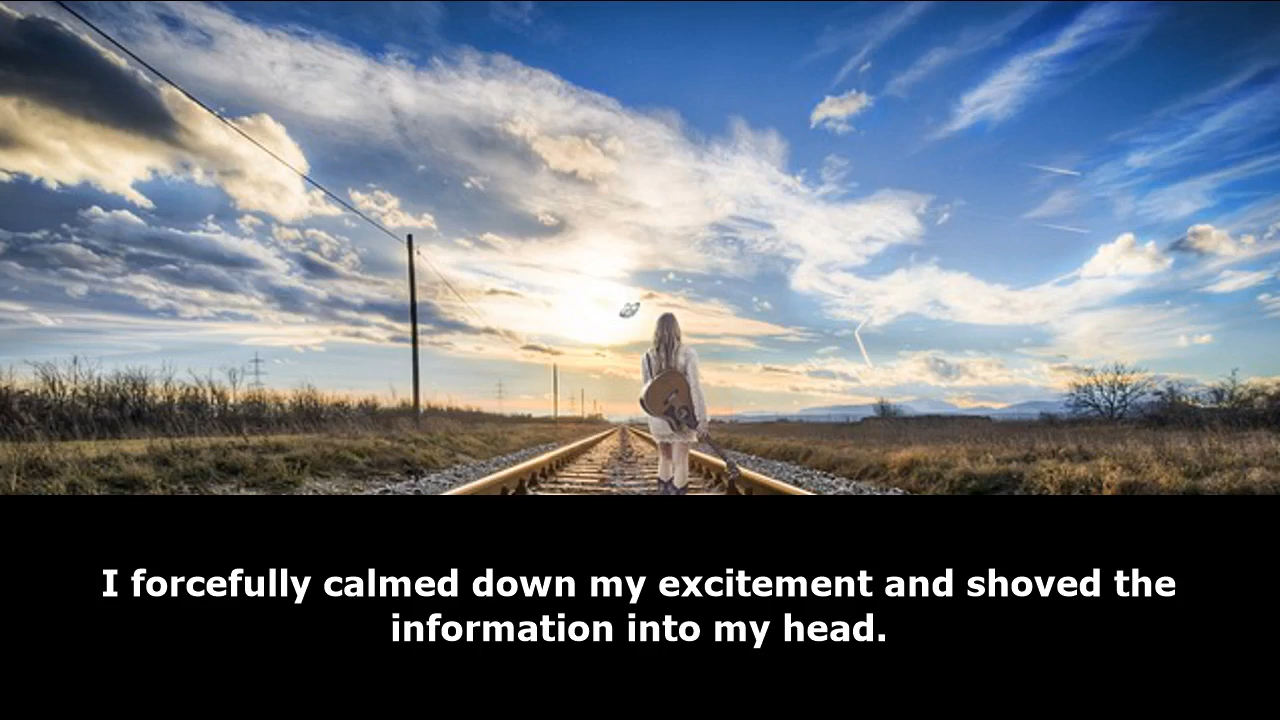 I forcefully calmed down my excitement and shoved the
information into my head.